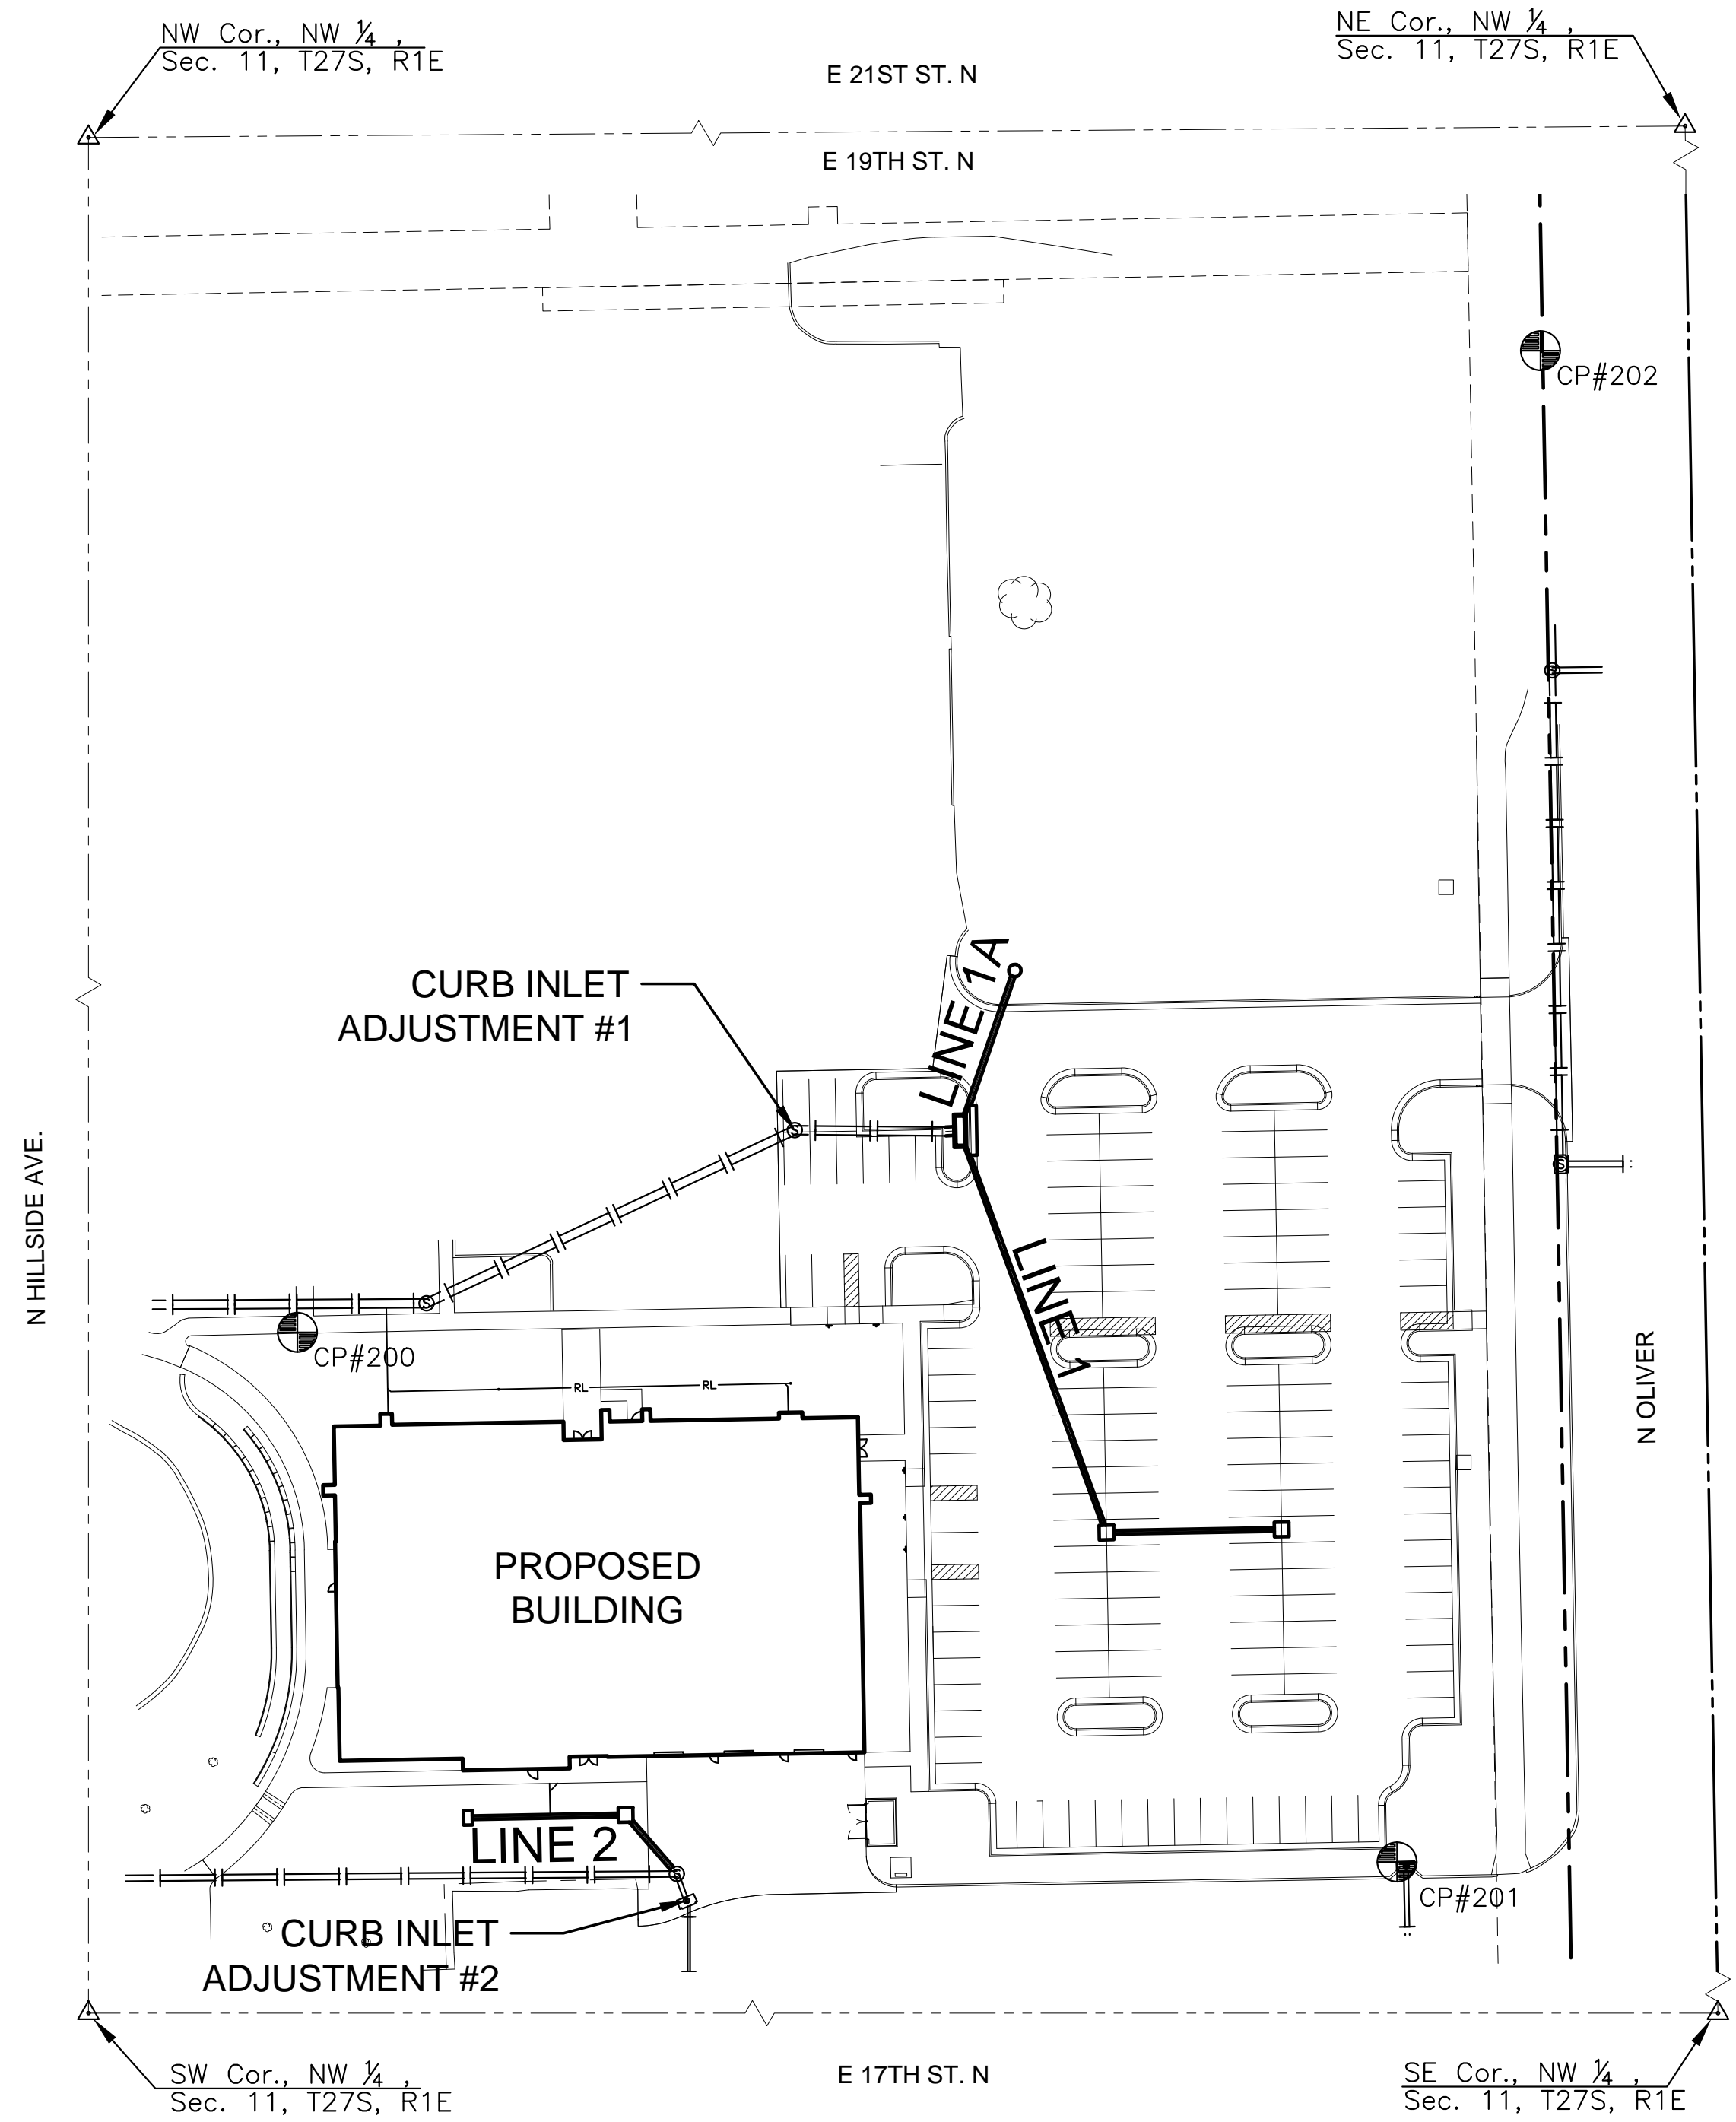 NW Cor., NW ¼ ,
Sec. 11, T27S, R1E
NE Cor., NW ¼ ,
Sec. 11, T27S, R1E
E 21ST ST. N
E 19TH ST. N
CP#202
S
LINE 1A
CURB INLET
ADJUSTMENT #1
S
S
N HILLSIDE AVE.
LINE 1
S
CP#200
RL
RL
N OLIVER
PROPOSED
BUILDING
LINE 2
S
CP#201
CURB INLET
ADJUSTMENT #2
SW Cor., NW ¼ ,
Sec. 11, T27S, R1E
E 17TH ST. N
SE Cor., NW ¼ ,
Sec. 11, T27S, R1E